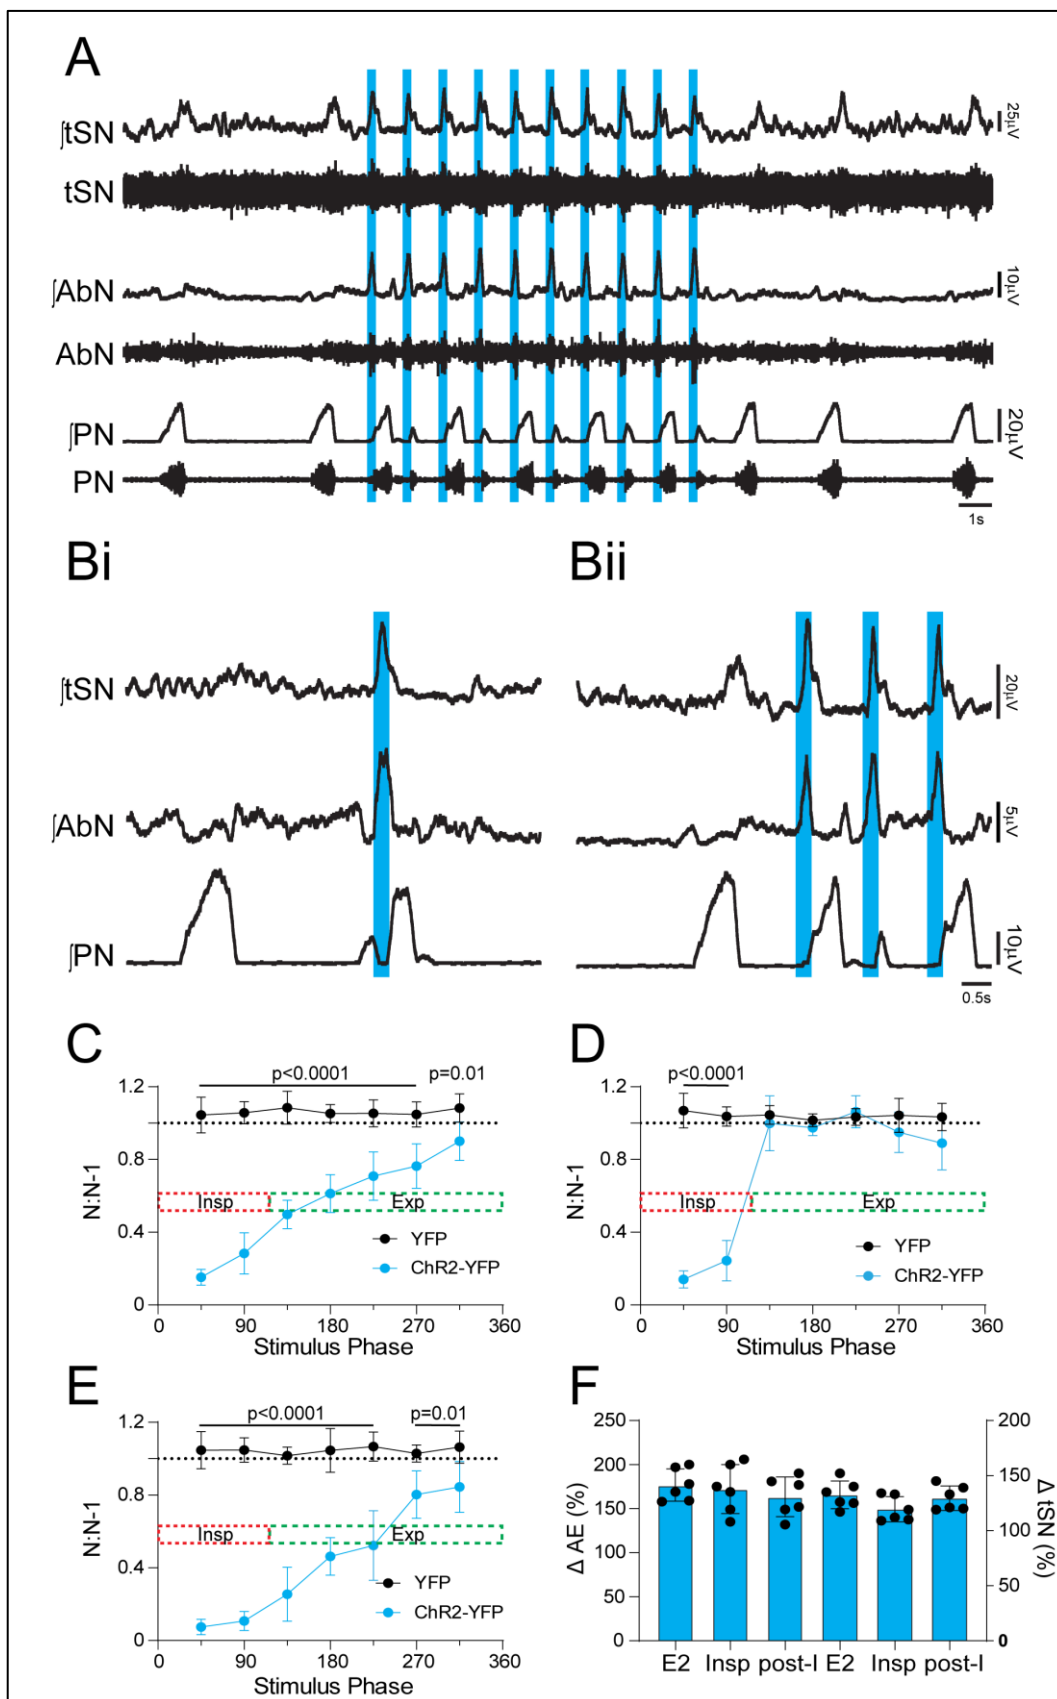 A
∫tSN
25µV
tSN
∫AbN
10µV
AbN
∫PN
20µV
PN
1s
Bi
Bii
∫tSN
20µV
∫AbN
5µV
∫PN
10µV
0.5s
C
p<0.0001
p=0.01
1.2
0.8
0.4
0
N:N-1
Insp
Exp
YFP
ChR2-YFP
0
90
180
270
360
Stimulus Phase
D
p<0.0001
1.2
0.8
0.4
0
N:N-1
Insp
Exp
YFP
ChR2-YFP
0
90
180
270
360
Stimulus Phase
E
p<0.0001
p=0.01
1.2
0.8
0.4
0
N:N-1
Insp
Exp
YFP
ChR2-YFP
0
90
180
270
360
Stimulus Phase
F
250
200
150
100
50
0
Δ AE (%)
200
150
100
50
0
Δ tSN (%)
E2
Insp
post-I
E2
Insp
post-I